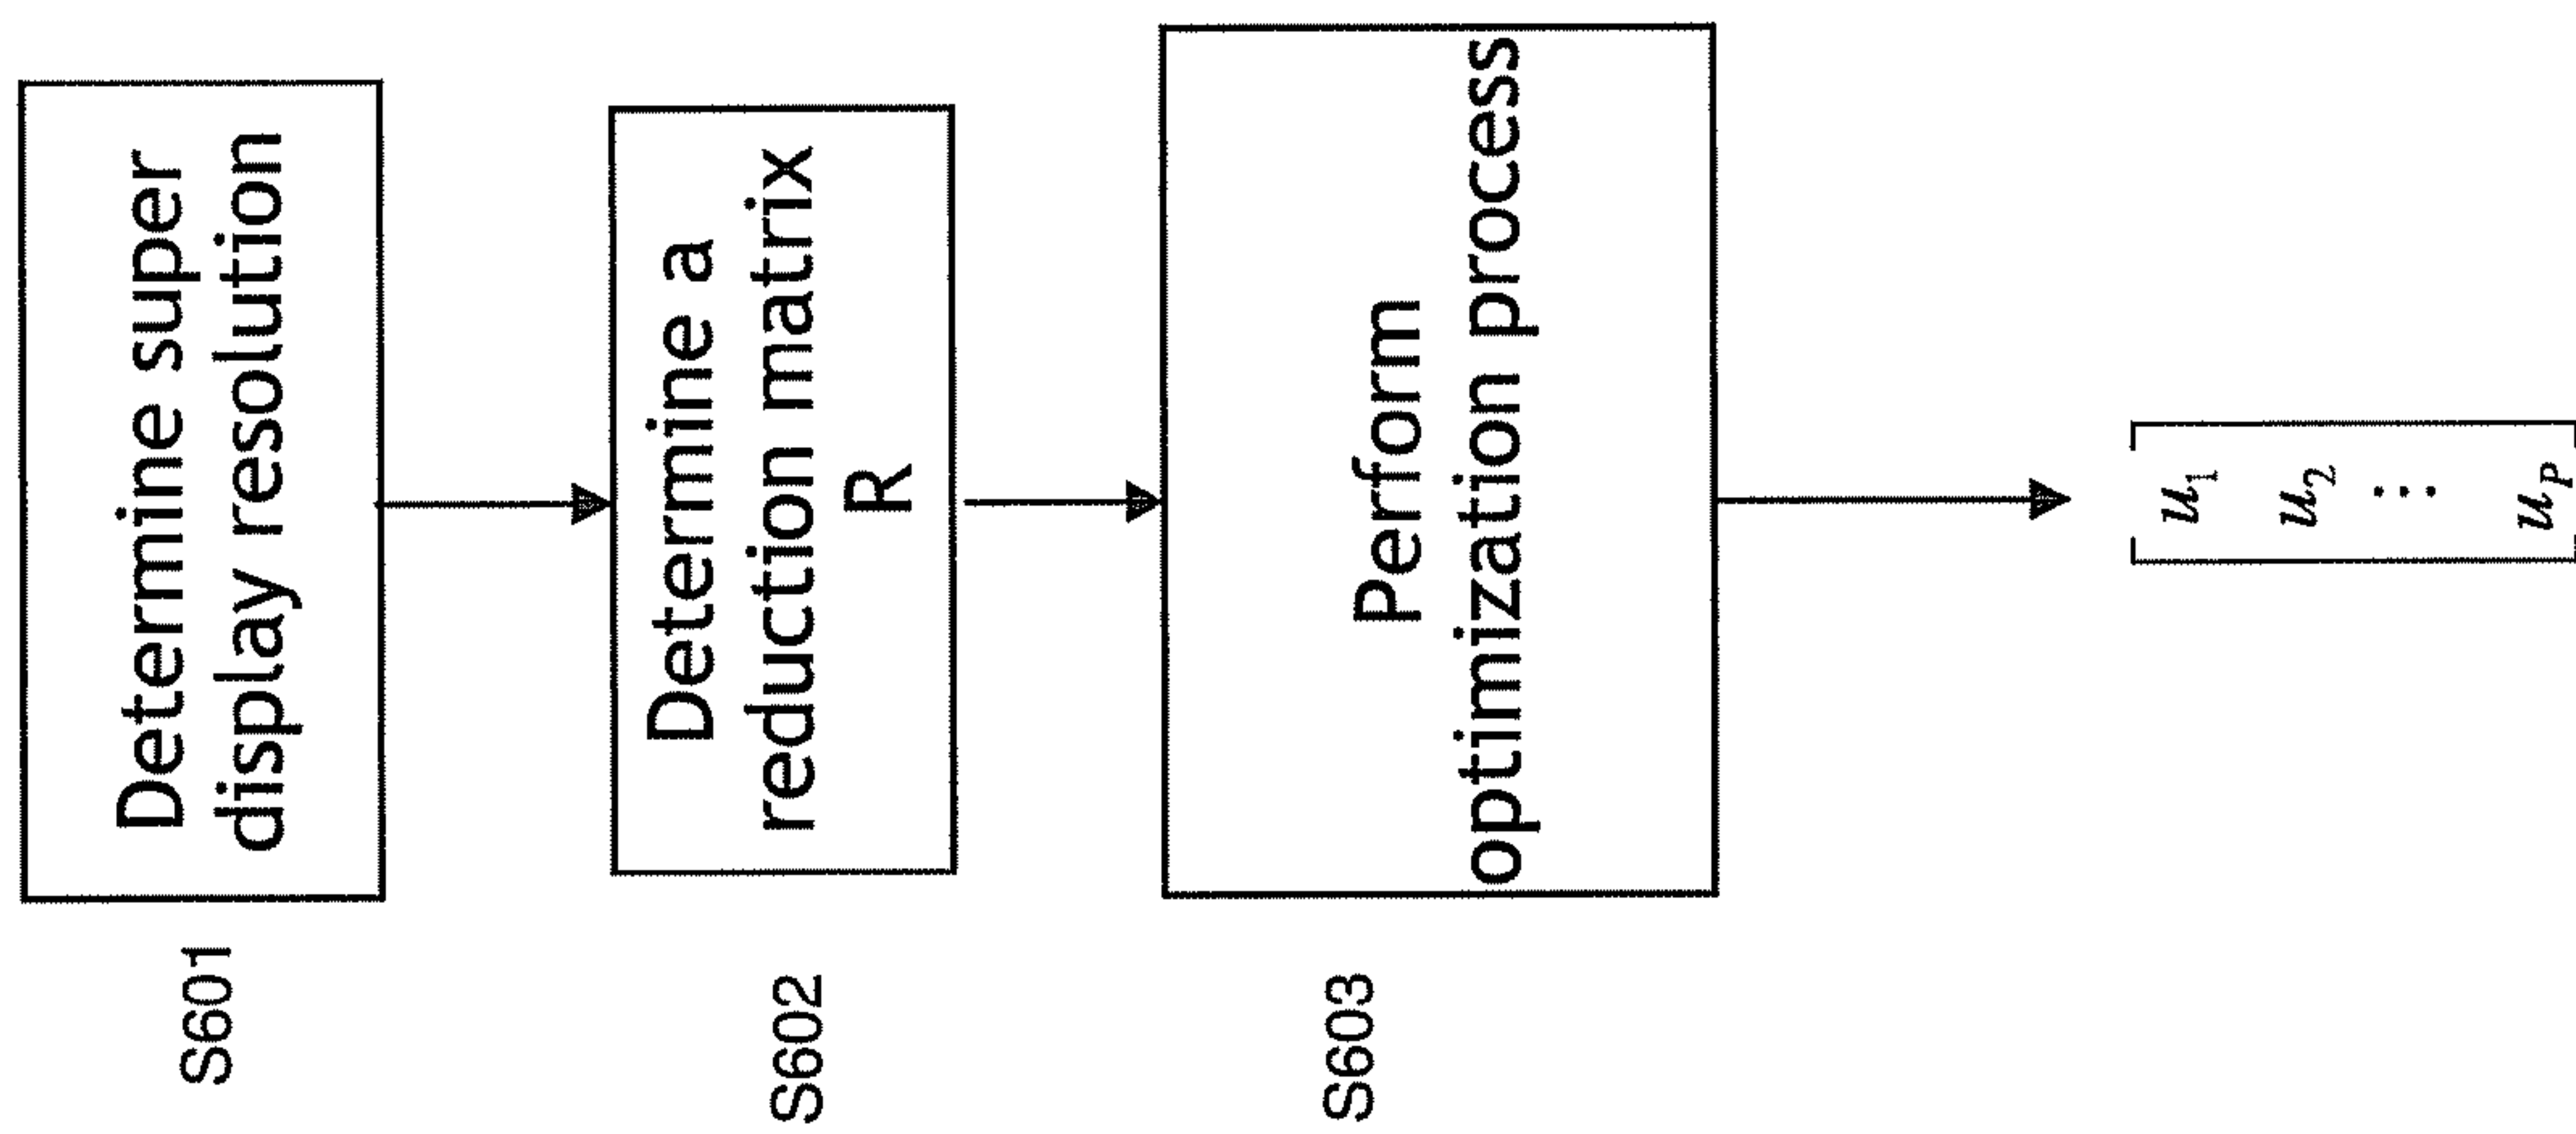 S601
Determine super
display resolution
S602
Determine a
reduction matrix
R
S603
Perform
optimization process
u1
u2
⋮
uP